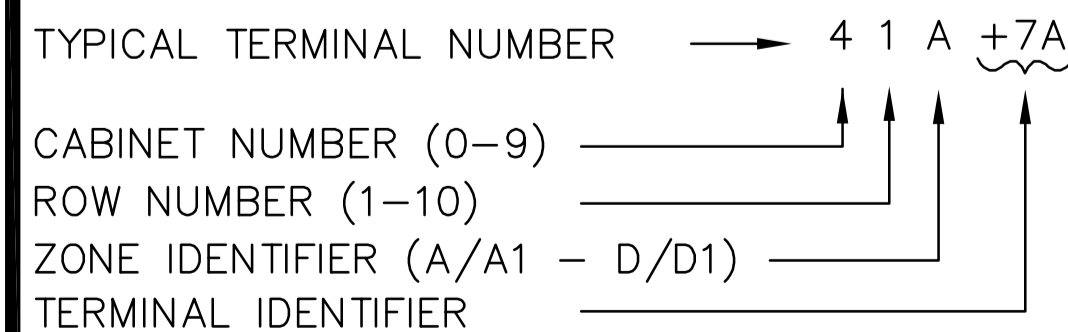 TYPICAL TERMINAL NUMBER 4 1 A +7A
CABINET NUMBER (0-9)
ROW NUMBER (1-10)
ZONE IDENTIFIER (A/A1 - D/D1)
TERMINAL IDENTIFIER